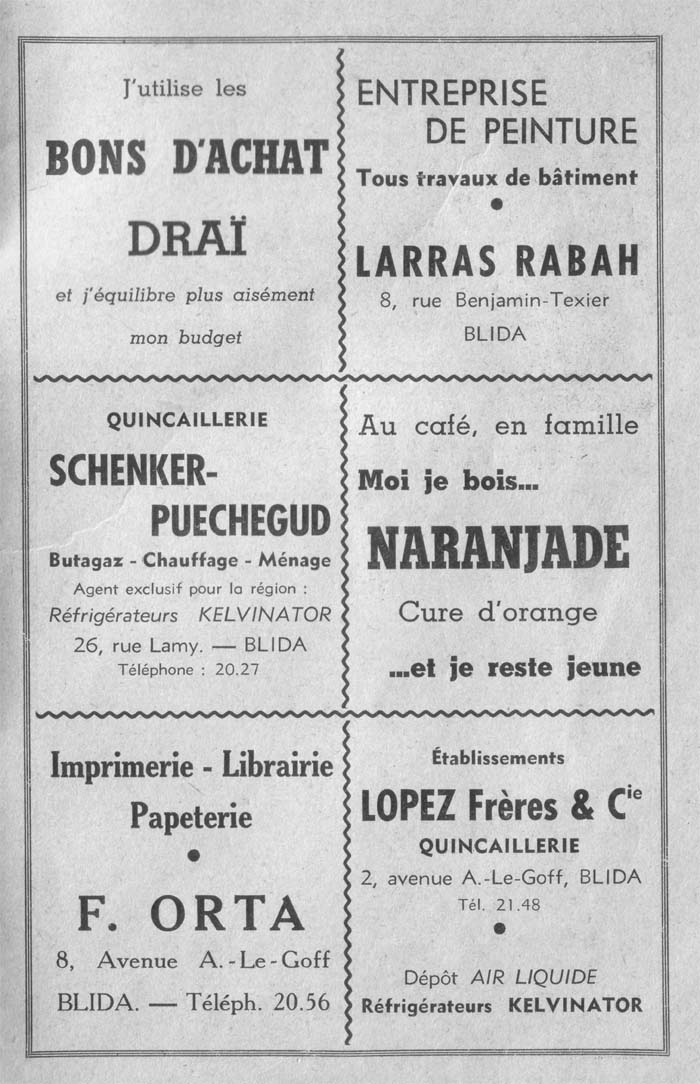 J'utilise les
BONS D'ACHAT
DRAÏ
et j'équilibre plus aisément
mon budget
ENTREPRISE
DE PEINTURE
Tous travaux de bâtiment
LARRAS RABAH
8, rue Benjamin-Texier
BLIDA
QUINCAILLERIE
SCHENKER-
PUECHEGUD
Butagaz - Chauffage - Ménage
Agent exclusif pour la région :
Réfrigérateurs KELVINATOR
26, rue Lamy. — BLIDA
Téléphone : 20.27
Au café, en famille
Moi je bois...
NARANJADE
Cure d'orange
...et je reste jeune
Imprimerie - Librairie
Papeterie
F. ORTA
8, Avenue A.-Le-Goff
BLIDA. — Téléph. 20.56
Établissements
LOPEZ Frères & Cie
QUINCAILLERIE
2, avenue A.-Le-Goff, BLIDA
Tél. 21.48
Dépôt AIR LIQUIDE
Réfrigérateurs KELVINATOR